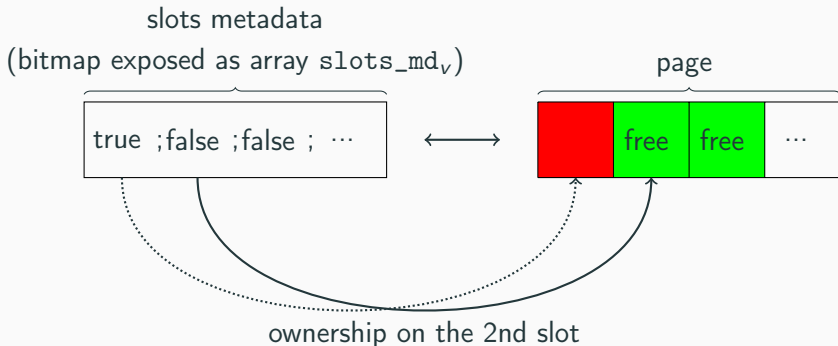 slots metadata
(bitmap exposed as array slots_md_v)
page
true ;false ;false ; ⋯
free free ⋯
ownership on the 2nd slot